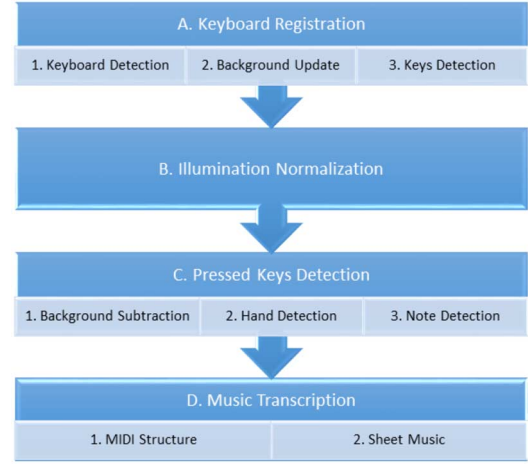 A. Keyboard Registration
1. Keyboard Detection 2. Background Update 3. Keys Detection
B. Illumination Normalization
C. Pressed Keys Detection
1. Background Subtraction 2. Hand Detection 3. Note Detection
D. Music Transcription
1. MIDI Structure 2. Sheet Music